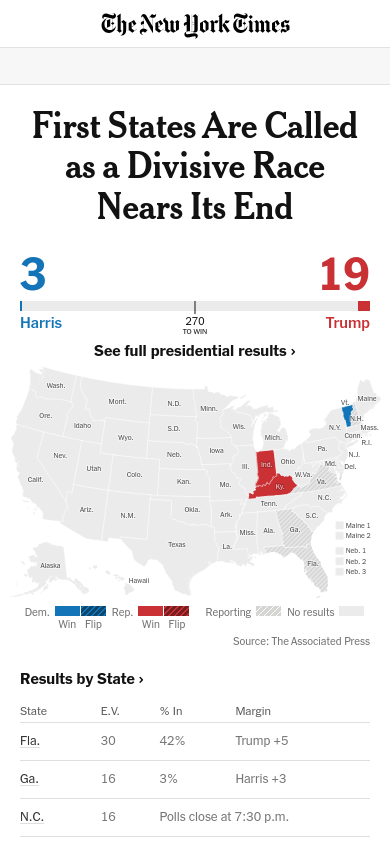 The New York Times
First States Are Called
as a Divisive Race
Nears Its End
3
19
Harris
270
TO WIN
Trump
See full presidential results ›
Wash.
Mont.
N.D.
Minn.
Vt.
Maine
Ore.
Idaho
Wyo.
S.D.
Wis.
Mich.
N.Y.
N.H.
Mass.
Conn.
R.I.
Nev.
Utah
Colo.
Neb.
Iowa
Ill.
Ind.
Ohio
Pa.
N.J.
Md.
Del.
Calif.
Kan.
Mo.
Ky.
W.Va.
Va.
Ariz.
N.M.
Okla.
Ark.
Tenn.
N.C.
S.C.
Texas
La.
Miss.
Ala.
Ga.
Fla.
Maine 1
Maine 2
Neb. 1
Neb. 2
Neb. 3
Alaska
Hawaii
Dem.
Win
Flip
Rep.
Win
Flip
Reporting
No results
Source: The Associated Press
Results by State ›
State E.V. % In Margin
Fla. 30 42% Trump +5
Ga. 16 3% Harris +3
N.C. 16 Polls close at 7:30 p.m.